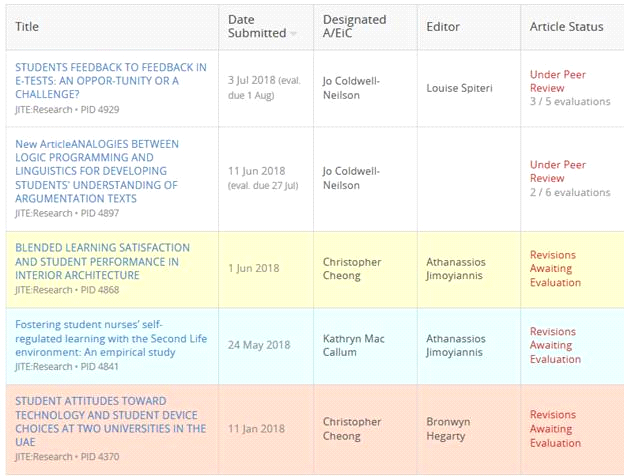 Title
Date
Submitted
Designated
A/EiC
Editor
Article Status
STUDENTS FEEDBACK TO FEEDBACK IN
E-TESTS: AN OPPOR-TUNITY OR A
CHALLENGE?
JITE:Research • PID 4929
3 Jul 2018 (eval.
due 1 Aug)
Jo Coldwell-
Neilson
Louise Spiteri
Under Peer
Review
3 / 5 evaluations
New ArticleANALOGIES BETWEEN
LOGIC PROGRAMMING AND
LINGUISTICS FOR DEVELOPING
STUDENTS' UNDERSTANDING OF
ARGUMENTATION TEXTS
JITE:Research • PID 4897
11 Jun 2018
(eval. due 27 Jul)
Jo Coldwell-
Neilson
Under Peer
Review
2 / 6 evaluations
BLENDED LEARNING SATISFACTION
AND STUDENT PERFORMANCE IN
INTERIOR ARCHITECTURE
JITE:Research • PID 4868
1 Jun 2018
Christopher
Cheong
Athanassios
Jimoyiannis
Revisions
Awaiting
Evaluation
Fostering student nurses’ self-
regulated learning with the Second Life
environment: An empirical study
JITE:Research • PID 4841
24 May 2018
Kathryn Mac
Callum
Athanassios
Jimoyiannis
Revisions
Awaiting
Evaluation
STUDENT ATTITUDES TOWARD
TECHNOLOGY AND STUDENT DEVICE
CHOICES AT TWO UNIVERSITIES IN THE
UAE
JITE:Research • PID 4370
11 Jan 2018
Christopher
Cheong
Bronwyn
Hegarty
Revisions
Awaiting
Evaluation